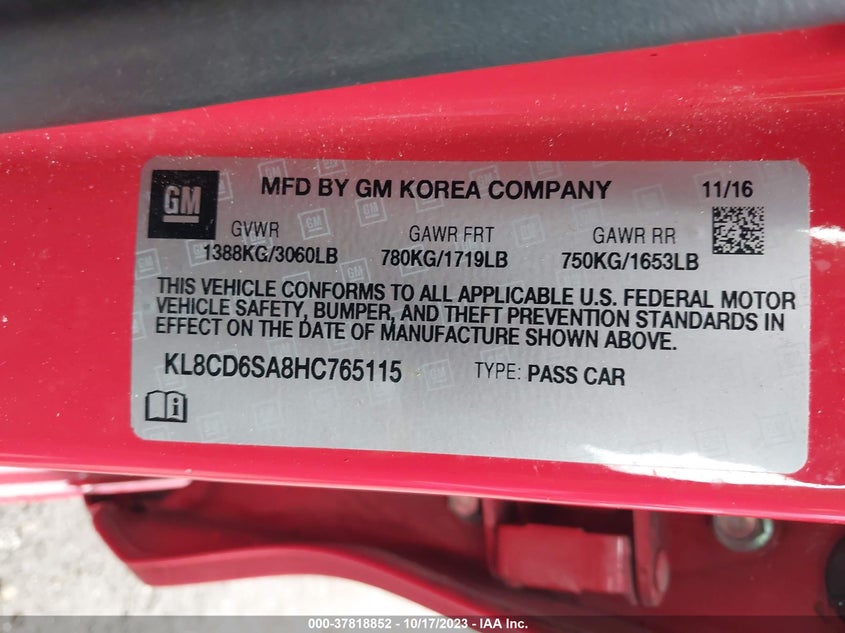 GM
MFD BY GM KOREA COMPANY 11/16
GVWR GAWR FRT GAWR RR
1388KG/3060LB 780KG/1719LB 750KG/1653LB
THIS VEHICLE CONFORMS TO ALL APPLICABLE U.S. FEDERAL MOTOR
VEHICLE SAFETY, BUMPER, AND THEFT PREVENTION STANDARDS IN
EFFECT ON THE DATE OF MANUFACTURE SHOWN ABOVE.
KL8CD6SA8HC765115 TYPE: PASS CAR
000-37818852 - 10/17/2023 - IAA Inc.